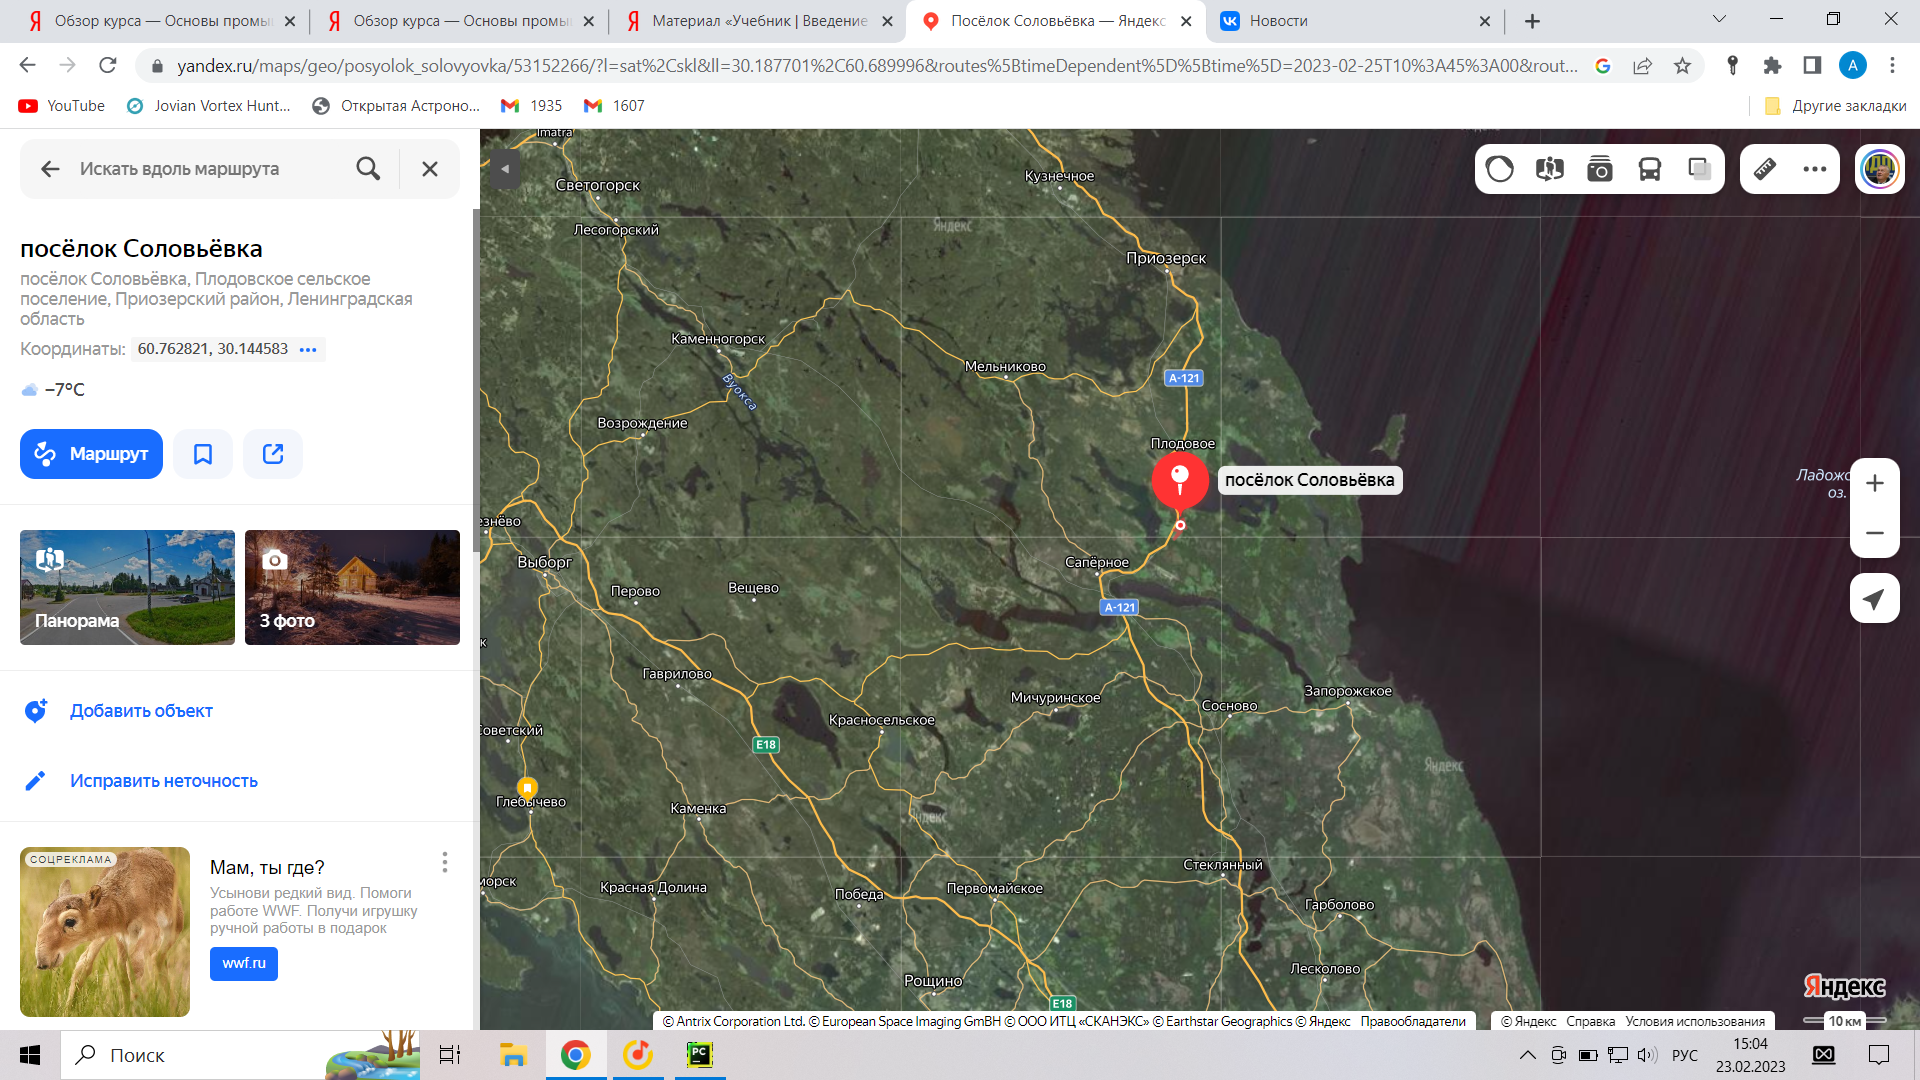 Обзор курса — Основы промы
Обзор курса — Основы промы
Материал «Учебник | Введение
Посёлок Соловьёвка — Яндекс
Новости
yandex.ru/maps/geo/posyolok_solovyovka/53152266/?l=sat%2Cskl&ll=30.187701%2C60.689996&routes%5BtimeDependent%5D%5Btime%5D=2023-02-25T10%3A45%3A00&rout...
A
YouTube
Jovian Vortex Hunt...
Открытая Астроно...
1935
1607
Другие закладки
Искать вдоль маршрута
посёлок Соловьёвка
посёлок Соловьёвка, Плодовское сельское
поселение, Приозерский район, Ленинградская
область
Координаты: 60.762821, 30.144583
−7°C
Маршрут
Панорама
3 фото
Добавить объект
Исправить неточность
СОЦРЕКЛАМА
Мам, ты где?
Усынови редкий вид. Помоги
работе WWF. Получи игрушку
ручной работы в подарок
wwf.ru
Imatra
Светогорск
Кузнечное
Лесогорский
Яндекс
Приозерск
Каменногорск
Мельниково
А-121
Вуокса
Возрождение
Плодовое
посёлок Соловьёвка
Ладожс
оз.
езнёво
Выборг
Сапёрное
Перово
Вещево
А-121
к
Гаврилово
Мичуринское
Запорожское
Сосново
Красносельское
Советский
E18
Яндекс
Глебычево
Каменка
Яндекс
Стеклянный
морск
Красная Долина
Победа
Первомайское
Гарболово
Лесколово
Рощино
E18
Яндекс
© Antrix Corporation Ltd. © European Space Imaging GmBH © ООО ИТЦ «СКАНЭКС» © Earthstar Geographics © Яндекс Правообладатели
© Яндекс Справка Условия использования
10 км
Поиск
PC
РУС
15:04
23.02.2023